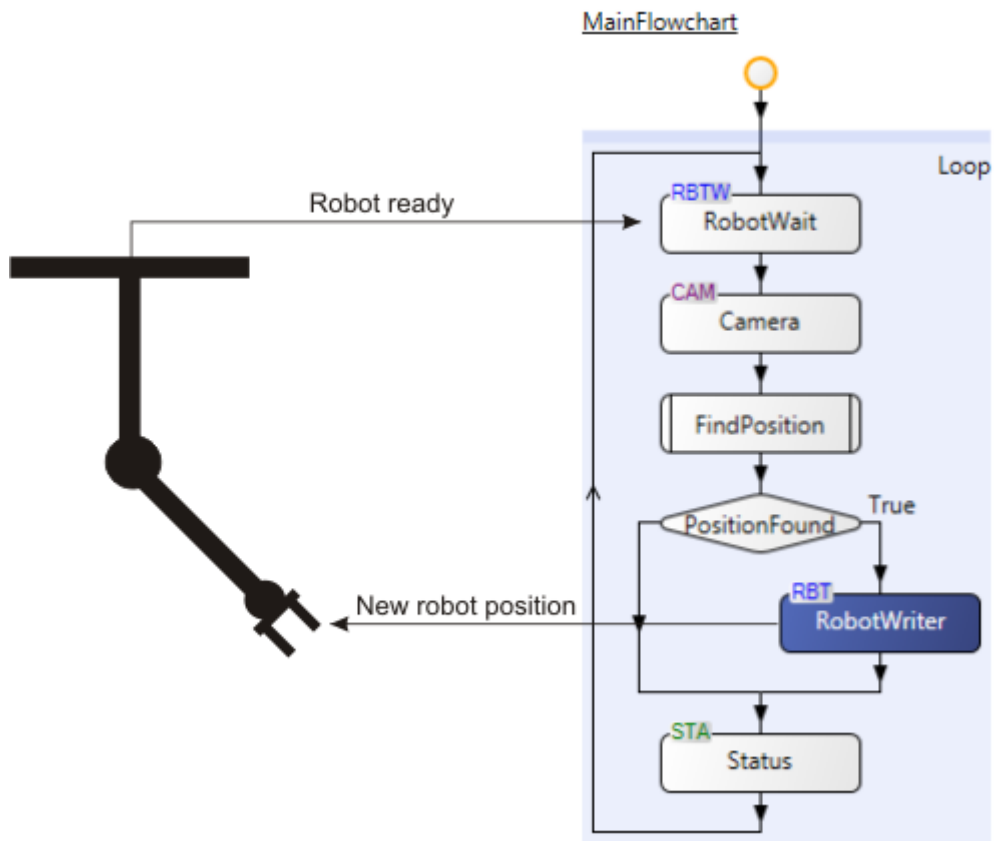 MainFlowchart
Loop
RBTW
Robot ready
RobotWait
CAM
Camera
FindPosition
True
PositionFound
RBT
New robot position
RobotWriter
STA
Status